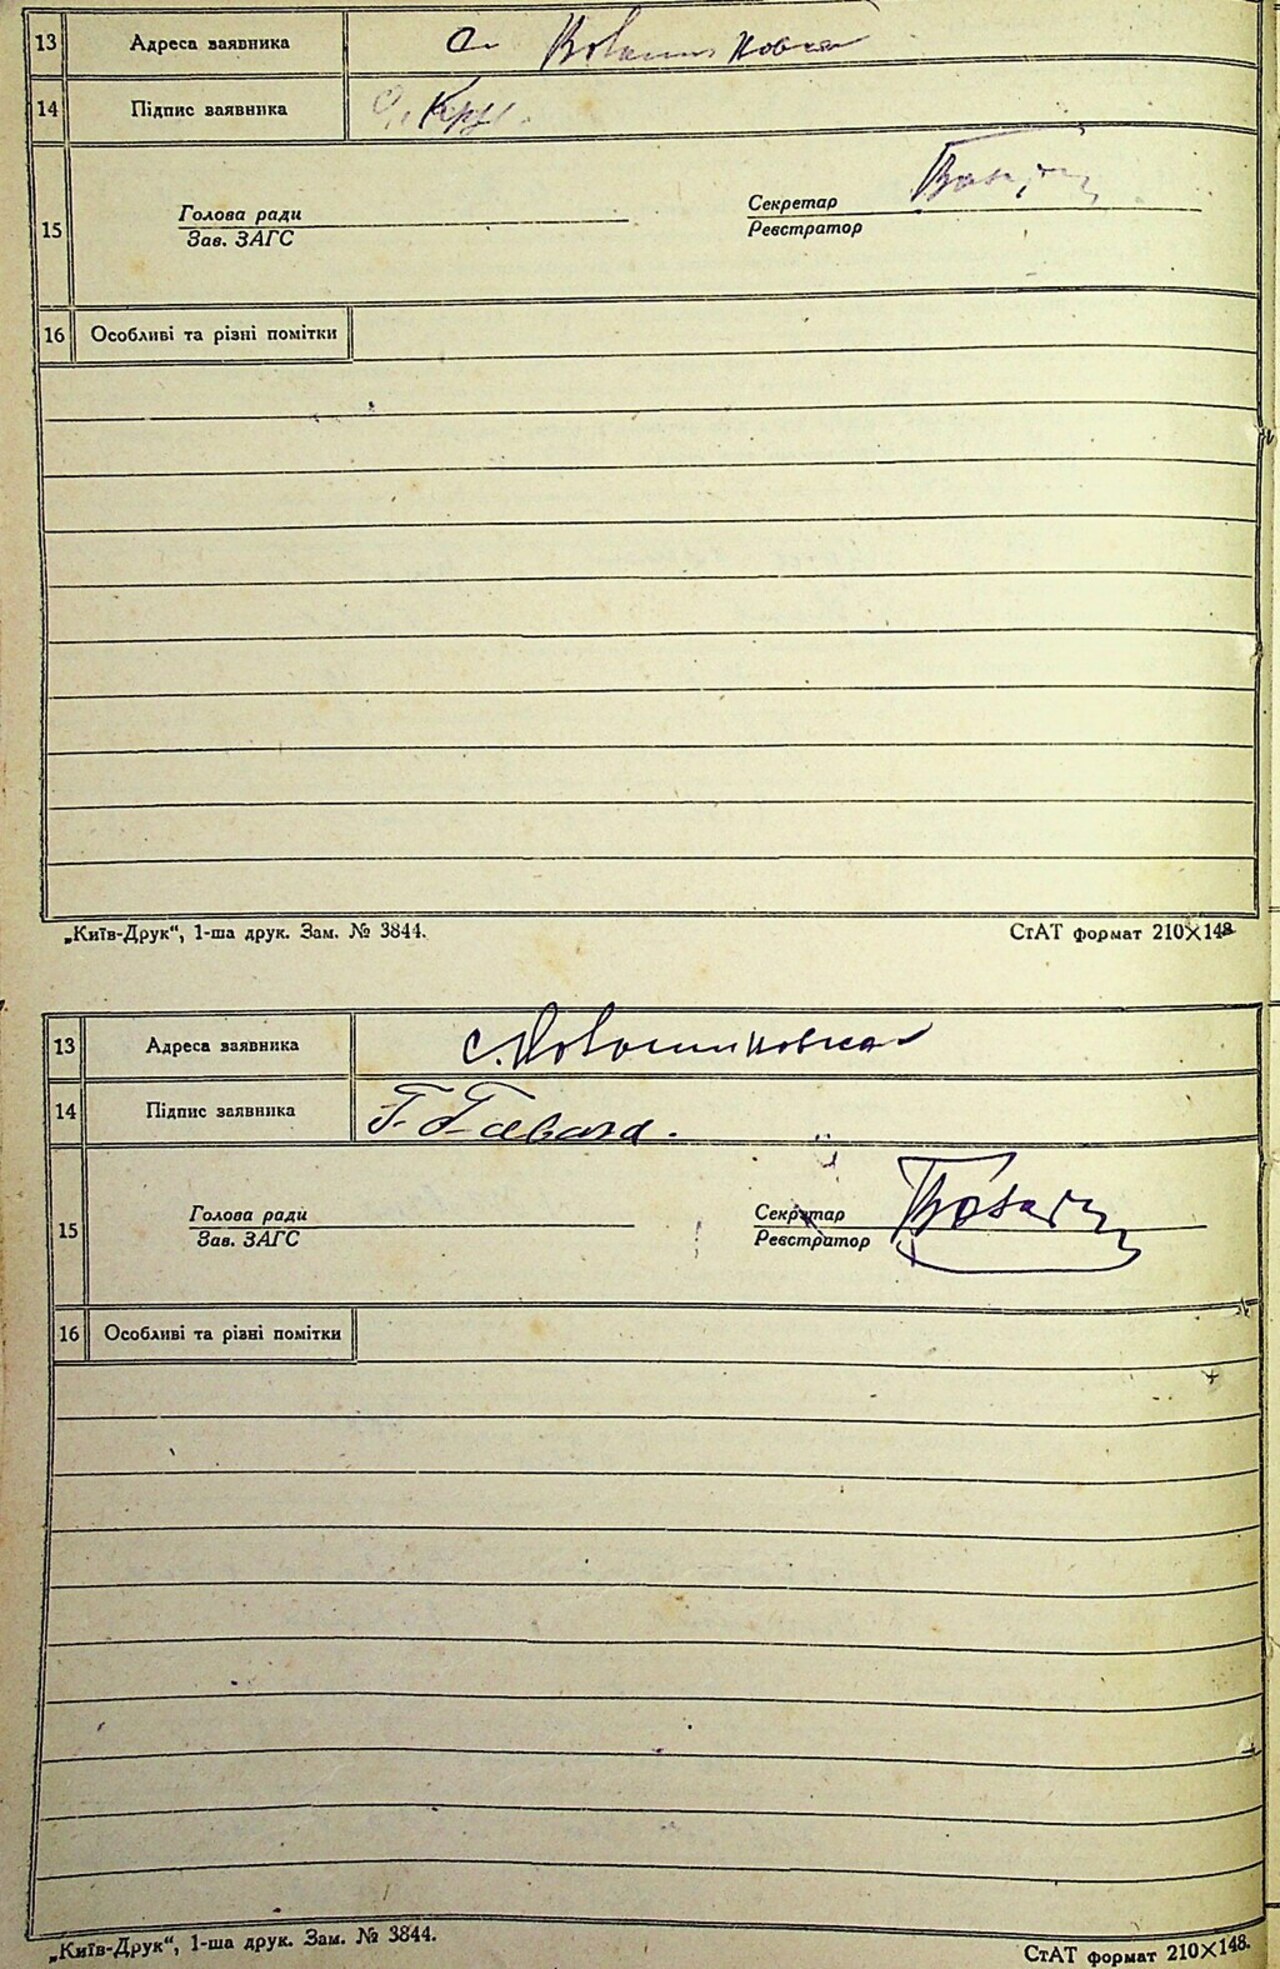 13 Адреса заявника с. Волошиновка
14 Підпис заявника
15 Голова ради Секретар
Зав. ЗАГС Реєстратор
16 Особливі та різні помітки
„Київ-Друк“, 1-ша друк. Зам. № 3844. СтАТ формат 210×148
13 Адреса заявника с. Волошиновка
14 Підпис заявника
15 Голова ради Секретар
Зав. ЗАГС Реєстратор
16 Особливі та різні помітки
„Київ-Друк“, 1-ша друк. Зам. № 3844. СтАТ формат 210×148.